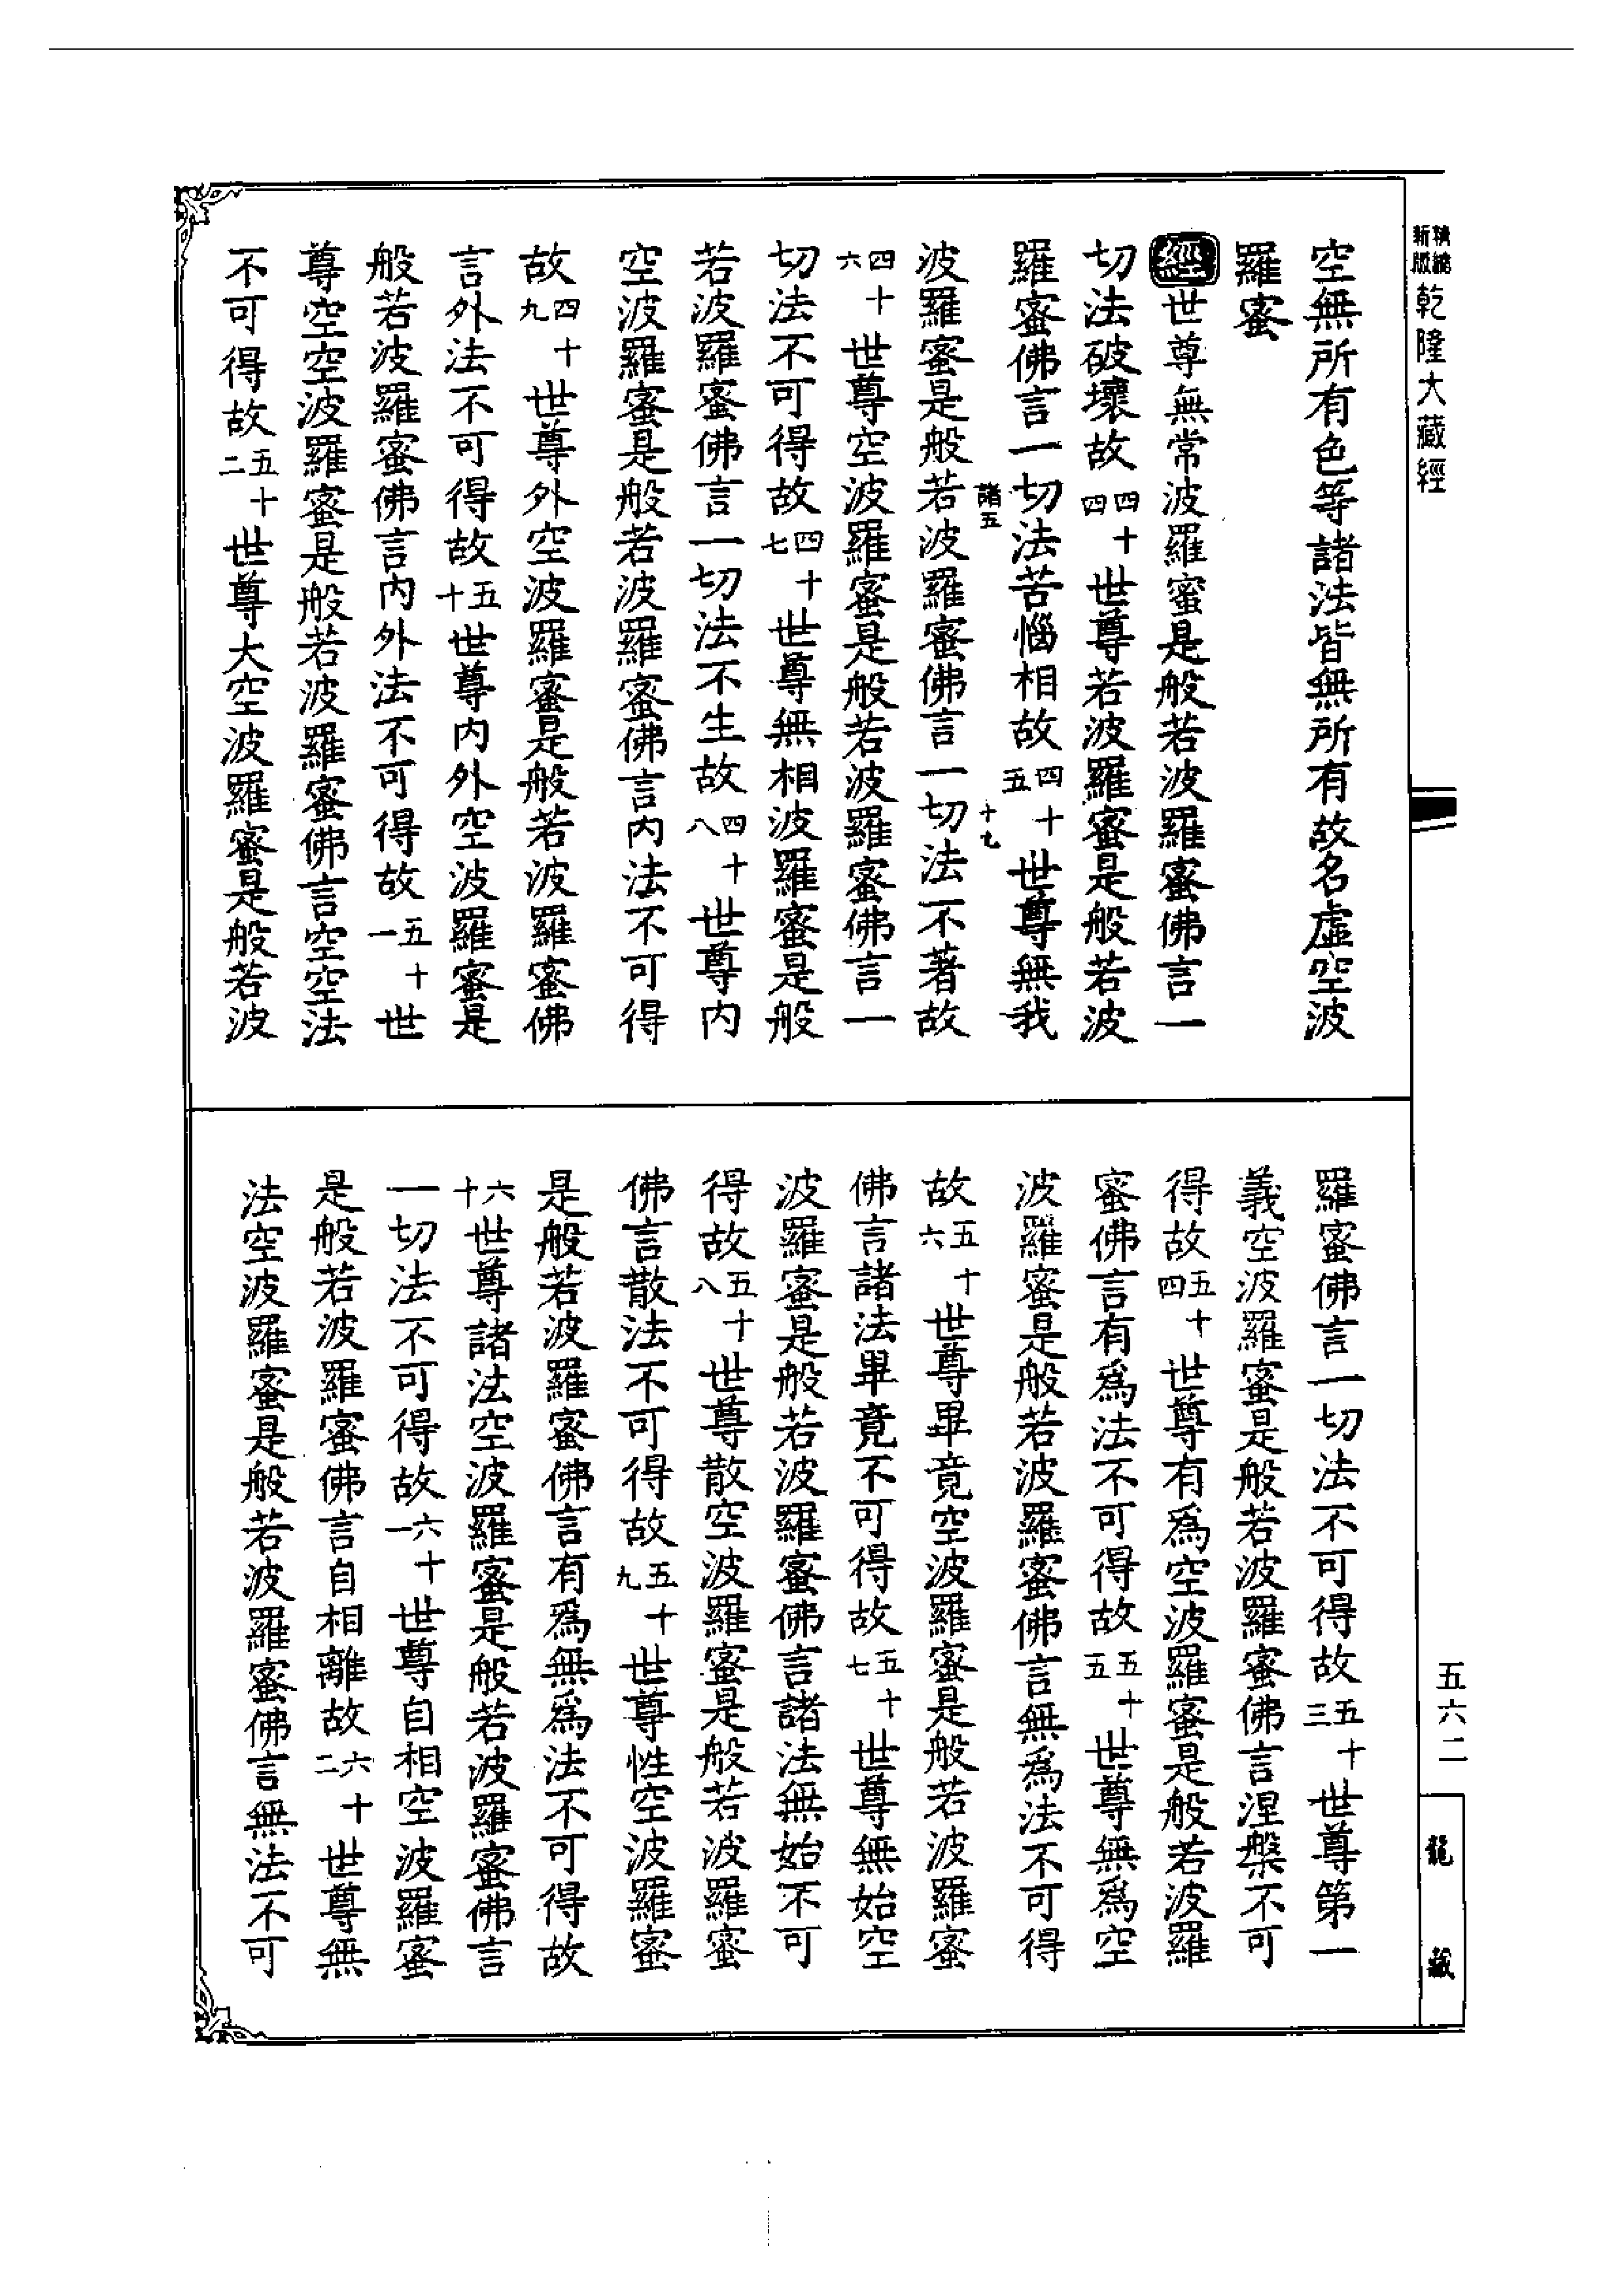 精縮新版乾隆大藏經
空無所有色等諸法皆無所有故名虛空波
羅蜜
經世尊無常波羅蜜是般若波羅蜜佛言一
切法破壞故四十四世尊苦波羅蜜是般若波
羅蜜佛言一切法苦惱相故四十五世尊無我
諸五
十九
波羅蜜是般若波羅蜜佛言一切法不著故
四十六世尊空波羅蜜是般若波羅蜜佛言一
切法不可得故四十七世尊無相波羅蜜是般
若波羅蜜佛言一切法不生故四十八世尊內
空波羅蜜是般若波羅蜜佛言內法不可得
故四十九世尊外空波羅蜜是般若波羅蜜佛
言外法不可得故五十世尊內外空波羅蜜是
般若波羅蜜佛言內外法不可得故五十一世
尊空空波羅蜜是般若波羅蜜佛言空空法
不可得故五十二世尊大空波羅蜜是般若波
羅蜜佛言一切法不可得故五十三世尊第一
義空波羅蜜是般若波羅蜜佛言涅槃不可
得故五十四世尊有為空波羅蜜是般若波羅
蜜佛言有為法不可得故五十五世尊無為空
波羅蜜是般若波羅蜜佛言無為法不可得
故五十六世尊畢竟空波羅蜜是般若波羅蜜
佛言諸法畢竟不可得故五十七世尊無始空
波羅蜜是般若波羅蜜佛言諸法無始不可
得故五十八世尊散空波羅蜜是般若波羅蜜
佛言散法不可得故五十九世尊性空波羅蜜
是般若波羅蜜佛言有為無為法不可得故
六十世尊諸法空波羅蜜是般若波羅蜜佛言
一切法不可得故六十一世尊自相空波羅蜜
是般若波羅蜜佛言自相離故六十二世尊無
法空波羅蜜是般若波羅蜜佛言無法不可
五六二
龍藏